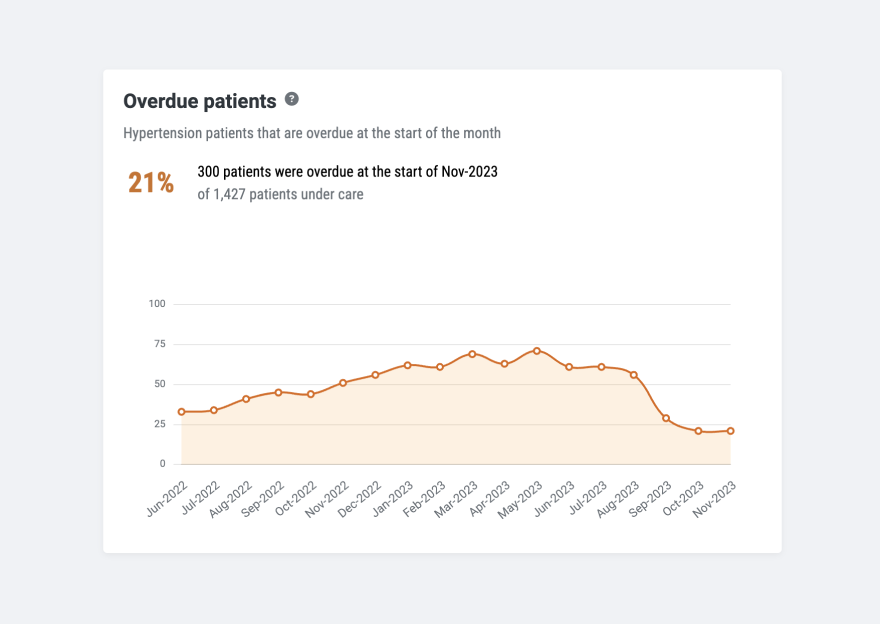 Overdue patients ?
Hypertension patients that are overdue at the start of the month
21%
300 patients were overdue at the start of Nov-2023
of 1,427 patients under care
100
75
50
25
0
Jun-2022
Jul-2022
Aug-2022
Sep-2022
Oct-2022
Nov-2022
Dec-2022
Jan-2023
Feb-2023
Mar-2023
Apr-2023
May-2023
Jun-2023
Jul-2023
Aug-2023
Sep-2023
Oct-2023
Nov-2023